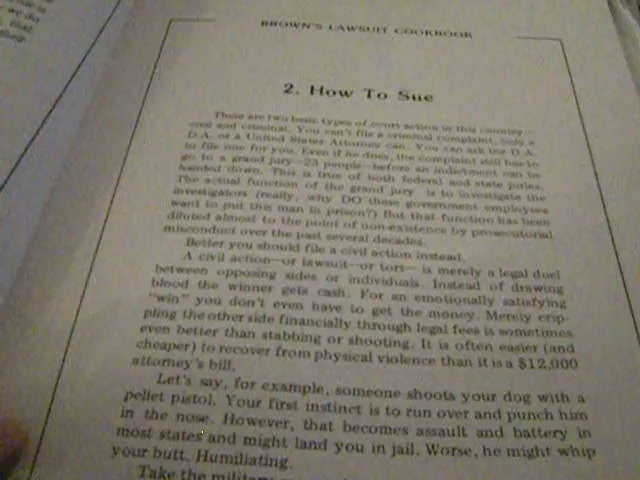 we do
that
BROWN'S LAWSUIT COOKBOOK
2. How To Sue
There are two basic types of court action in this country—
civil and criminal. You can't file a criminal complaint, only a
D.A. or a United States Attorney can. You can ask the D.A.
to file one for you. Even if he does, the complaint still has to
go to a grand jury—23 people—before an indictment can be
handed down. This is true of both federal and state juries.
The actual function of the grand jury is to investigate the
investigators (really, why DO these government employees
want to put this man in prison?) But that function has been
diluted almost to the point of non-existence by prosecutorial
misconduct over the past several decades.
Better you should file a civil action instead.
A civil action—or lawsuit—or tort— is merely a legal duel
between opposing sides or individuals. Instead of drawing
blood the winner gets cash. For an emotionally satisfying
"win" you don't even have to get the money. Merely crip-
pling the other side financially through legal fees is sometimes
even better than stabbing or shooting. It is often easier (and
cheaper) to recover from physical violence than it is a $12,000
attorney's bill.
Let's say, for example, someone shoots your dog with a
pellet pistol. Your first instinct is to run over and punch him
in the nose. However, that becomes assault and battery in
most states and might land you in jail. Worse, he might whip
your butt. Humiliating.
Take the military